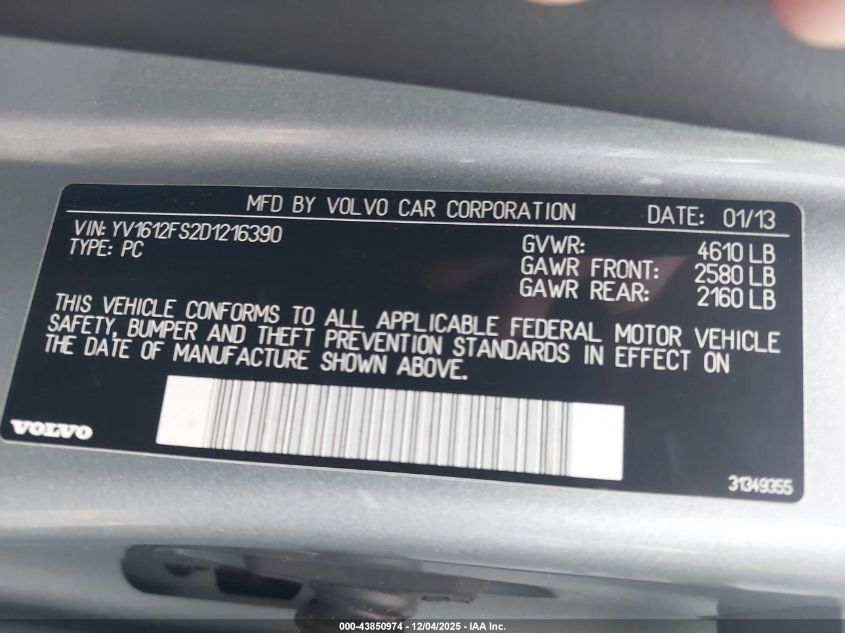 MFD BY VOLVO CAR CORPORATION DATE: 01/13
VIN: YV1612FS2D1216390
TYPE: PC
GVWR: 4610 LB
GAWR FRONT: 2580 LB
GAWR REAR: 2160 LB
THIS VEHICLE CONFORMS TO ALL APPLICABLE FEDERAL MOTOR VEHICLE
SAFETY, BUMPER AND THEFT PREVENTION STANDARDS IN EFFECT ON
THE DATE OF MANUFACTURE SHOWN ABOVE.
VOLVO
31349355
000-43850974 - 12/04/2025 - IAA Inc.